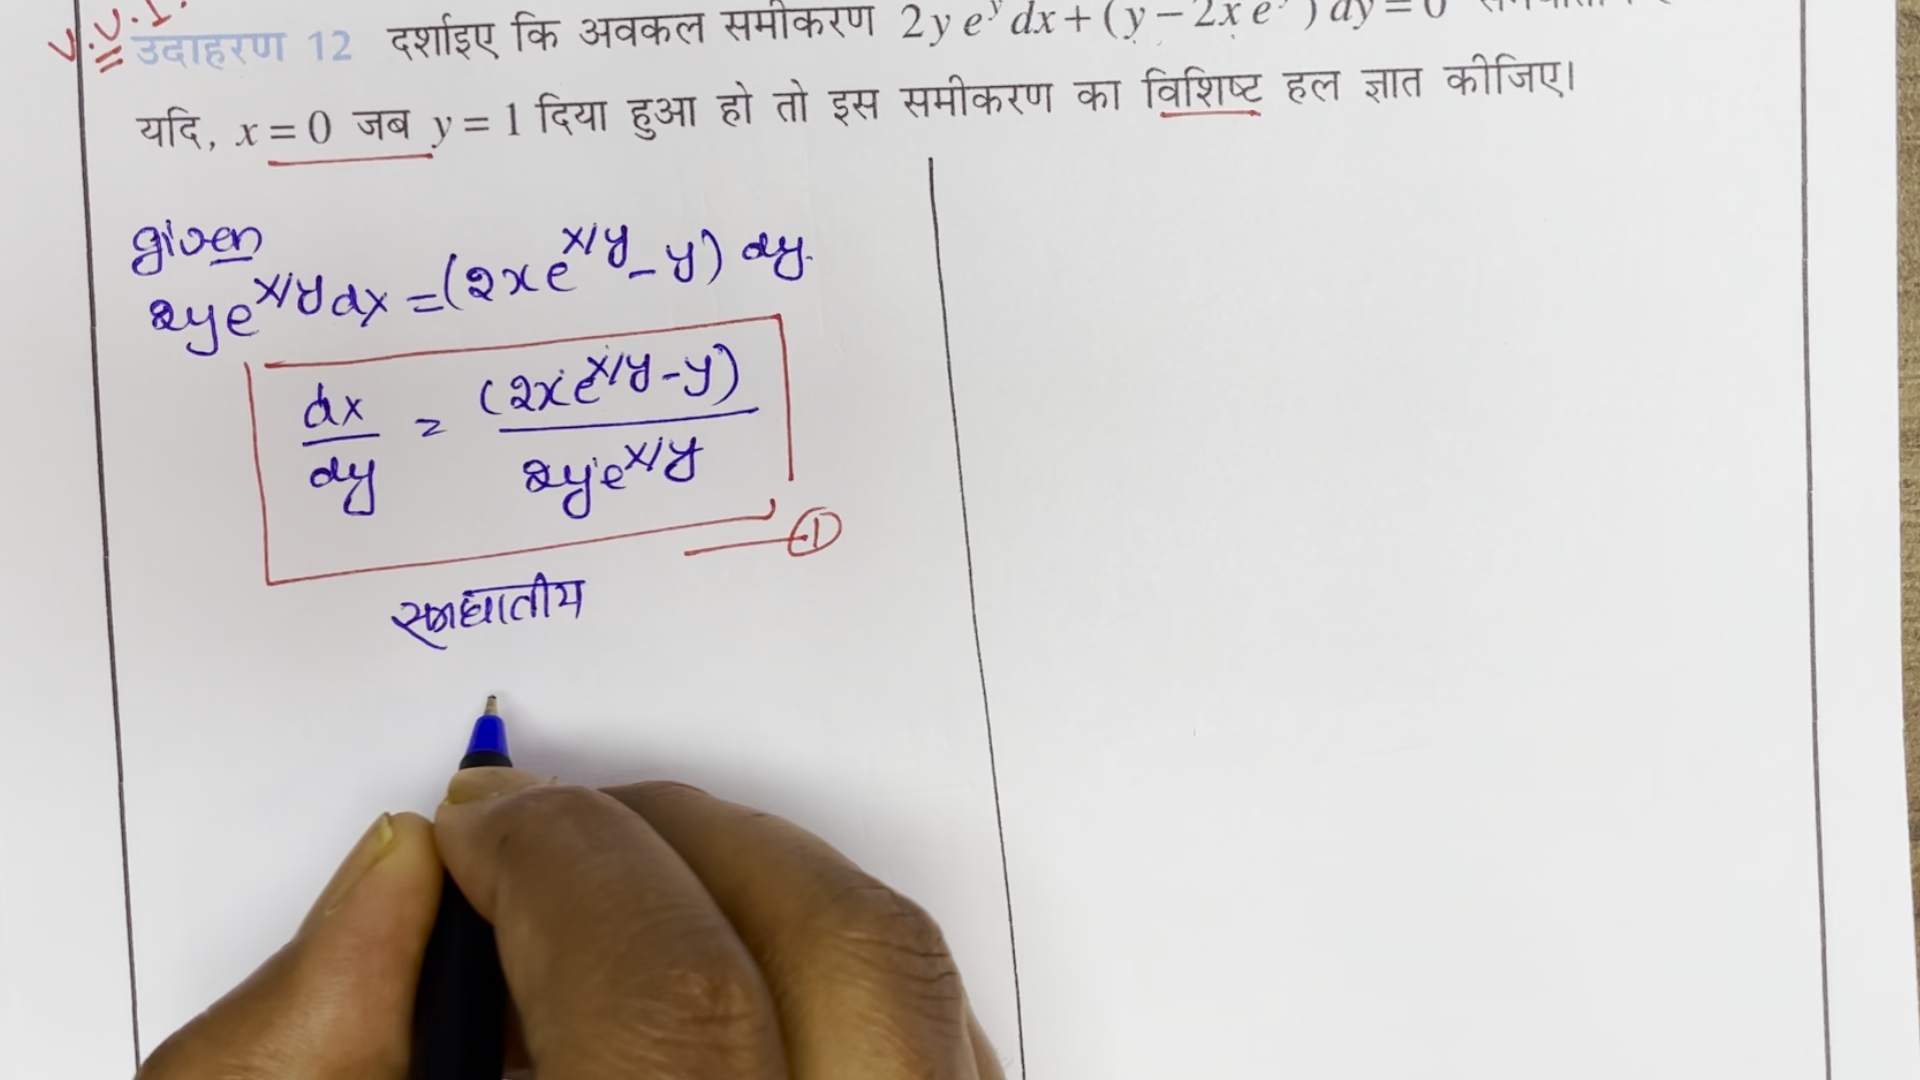 v.v.I.
उदाहरण 12 दर्शाइए कि अवकल समीकरण 2 y e^y dx + (y – 2x e ) dy = 0
यदि, x = 0 जब y = 1 दिया हुआ हो तो इस समीकरण का विशिष्ट हल ज्ञात कीजिए।
given
2ye^x/y dx = (2xe^x/y - y) dy.
dx/dy = (2xe^x/y - y) / 2ye^x/y
①
समघातीय